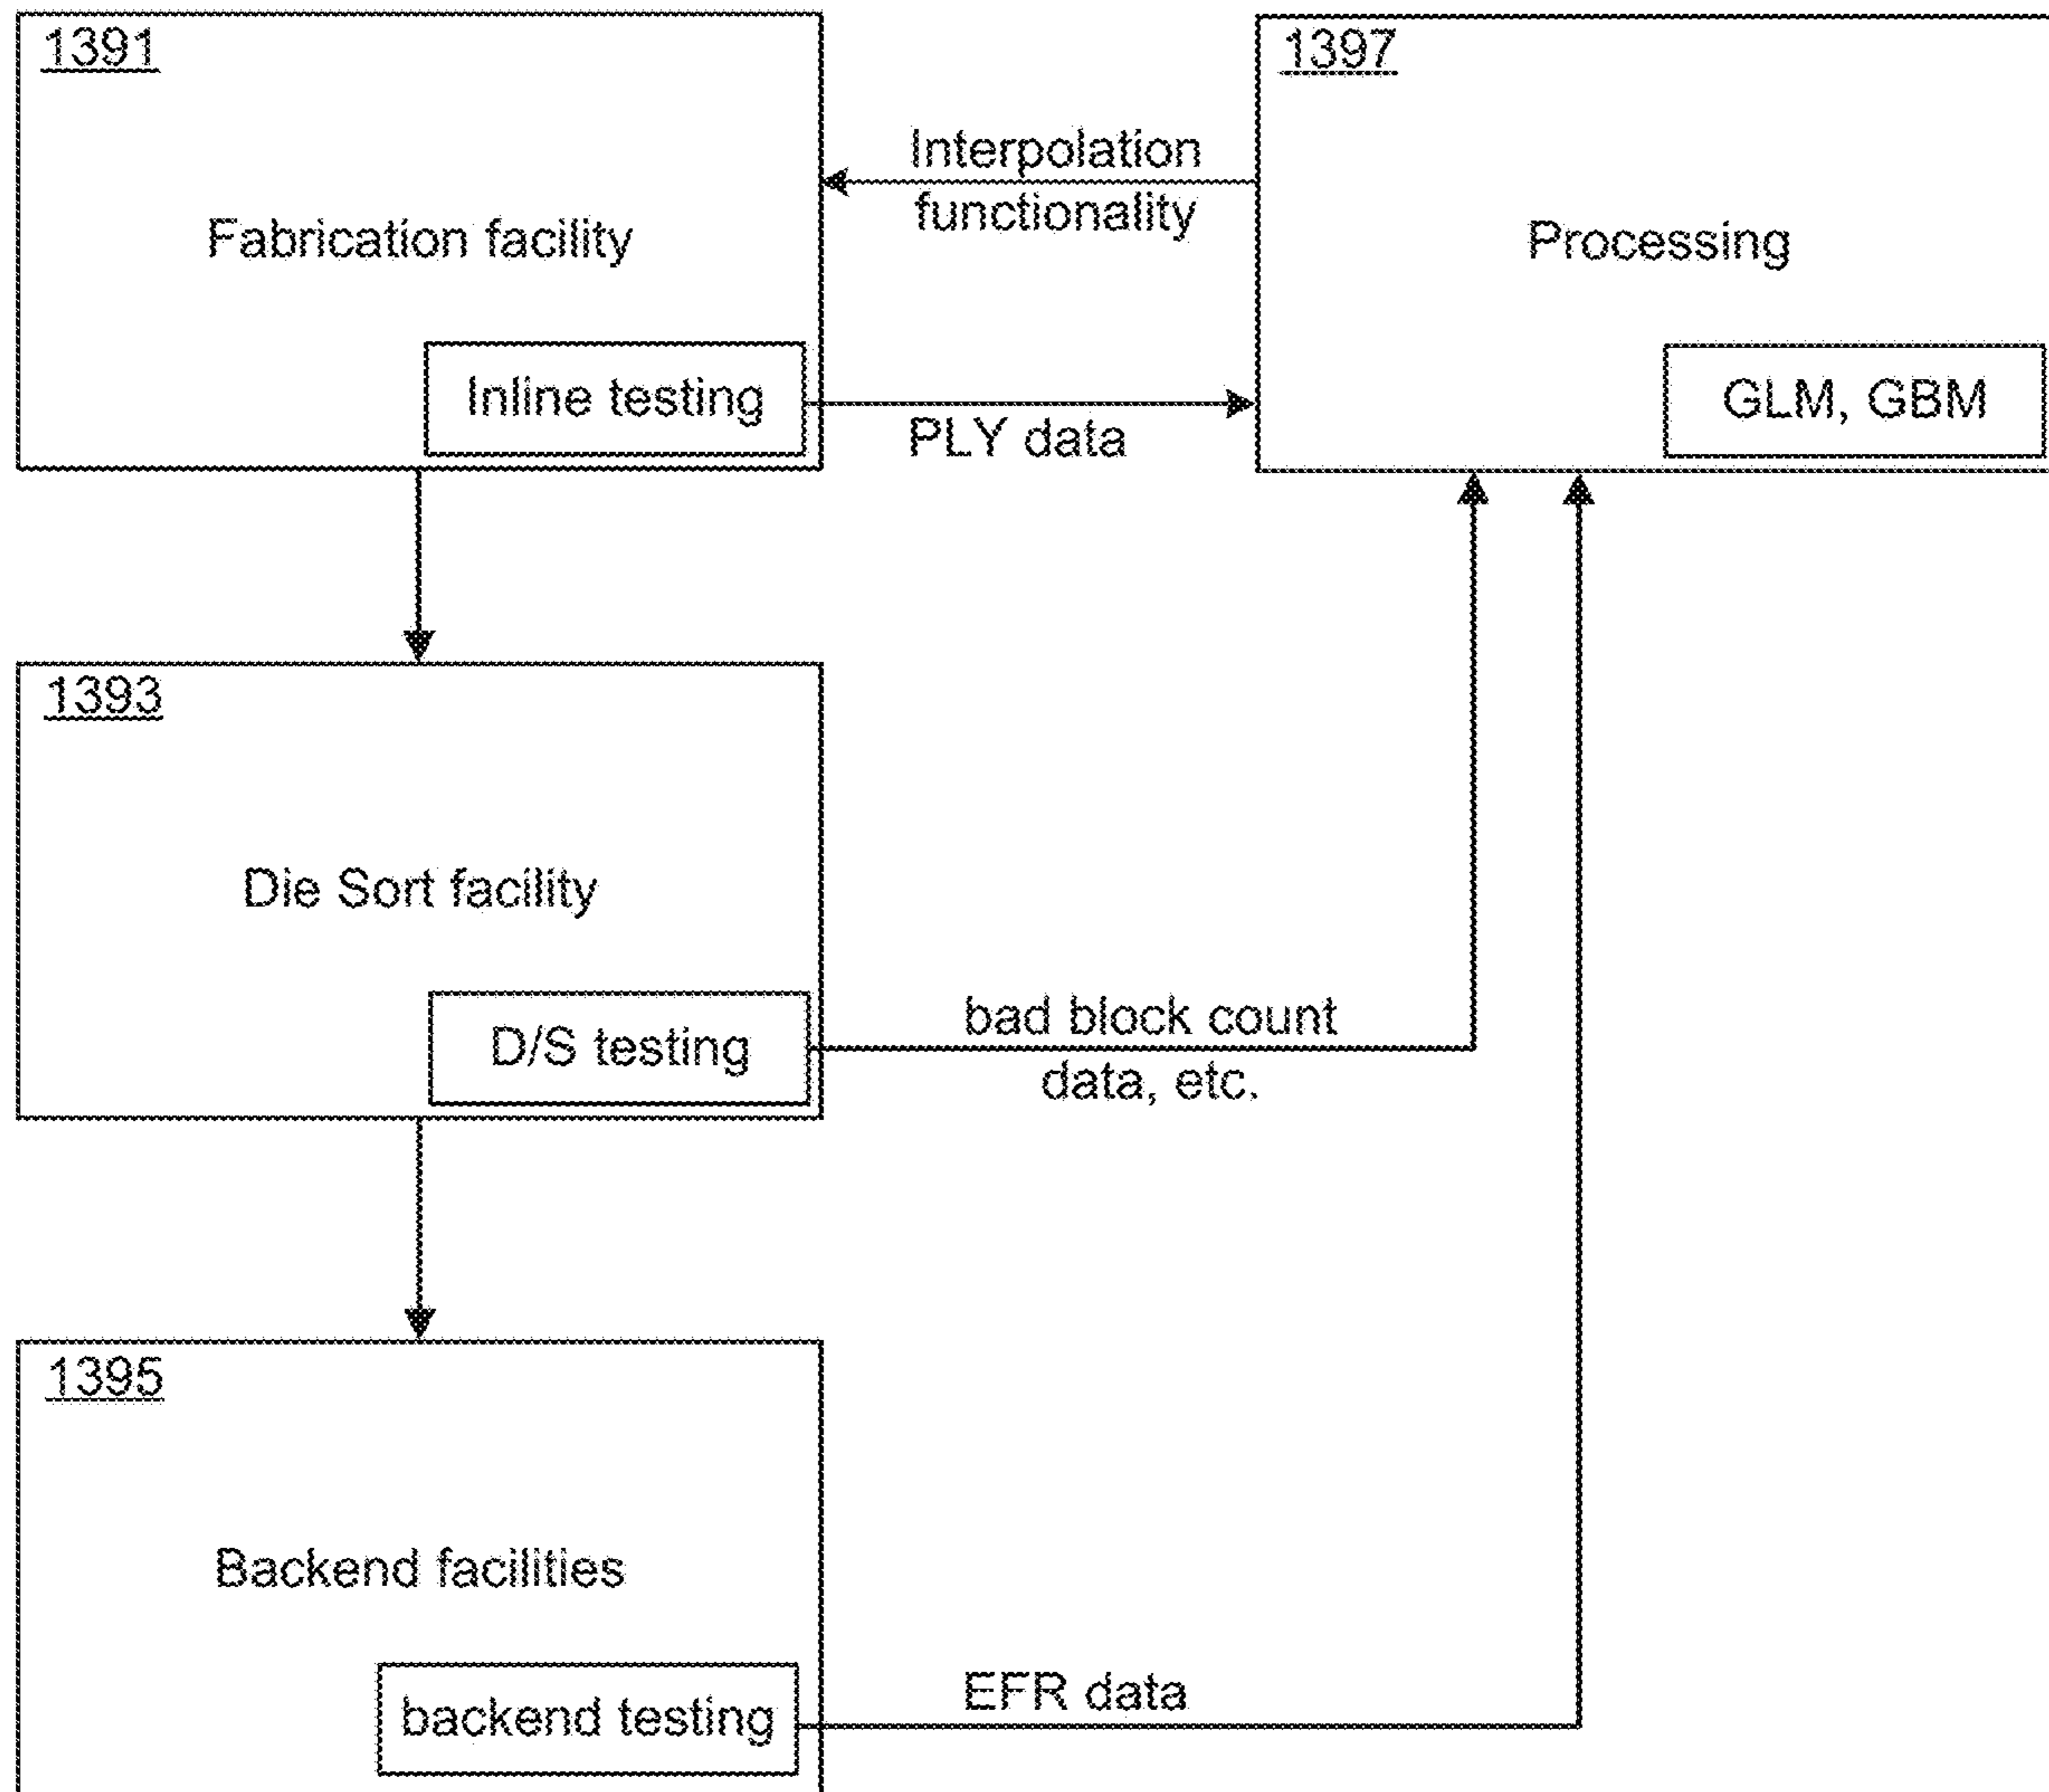 1391
Fabrication facility
Inline testing
Interpolation
functionality
PLY data
1397
Processing
GLM, GBM
1393
Die Sort facility
D/S testing
bad block count
data, etc.
1395
Backend facilities
backend testing
EFR data